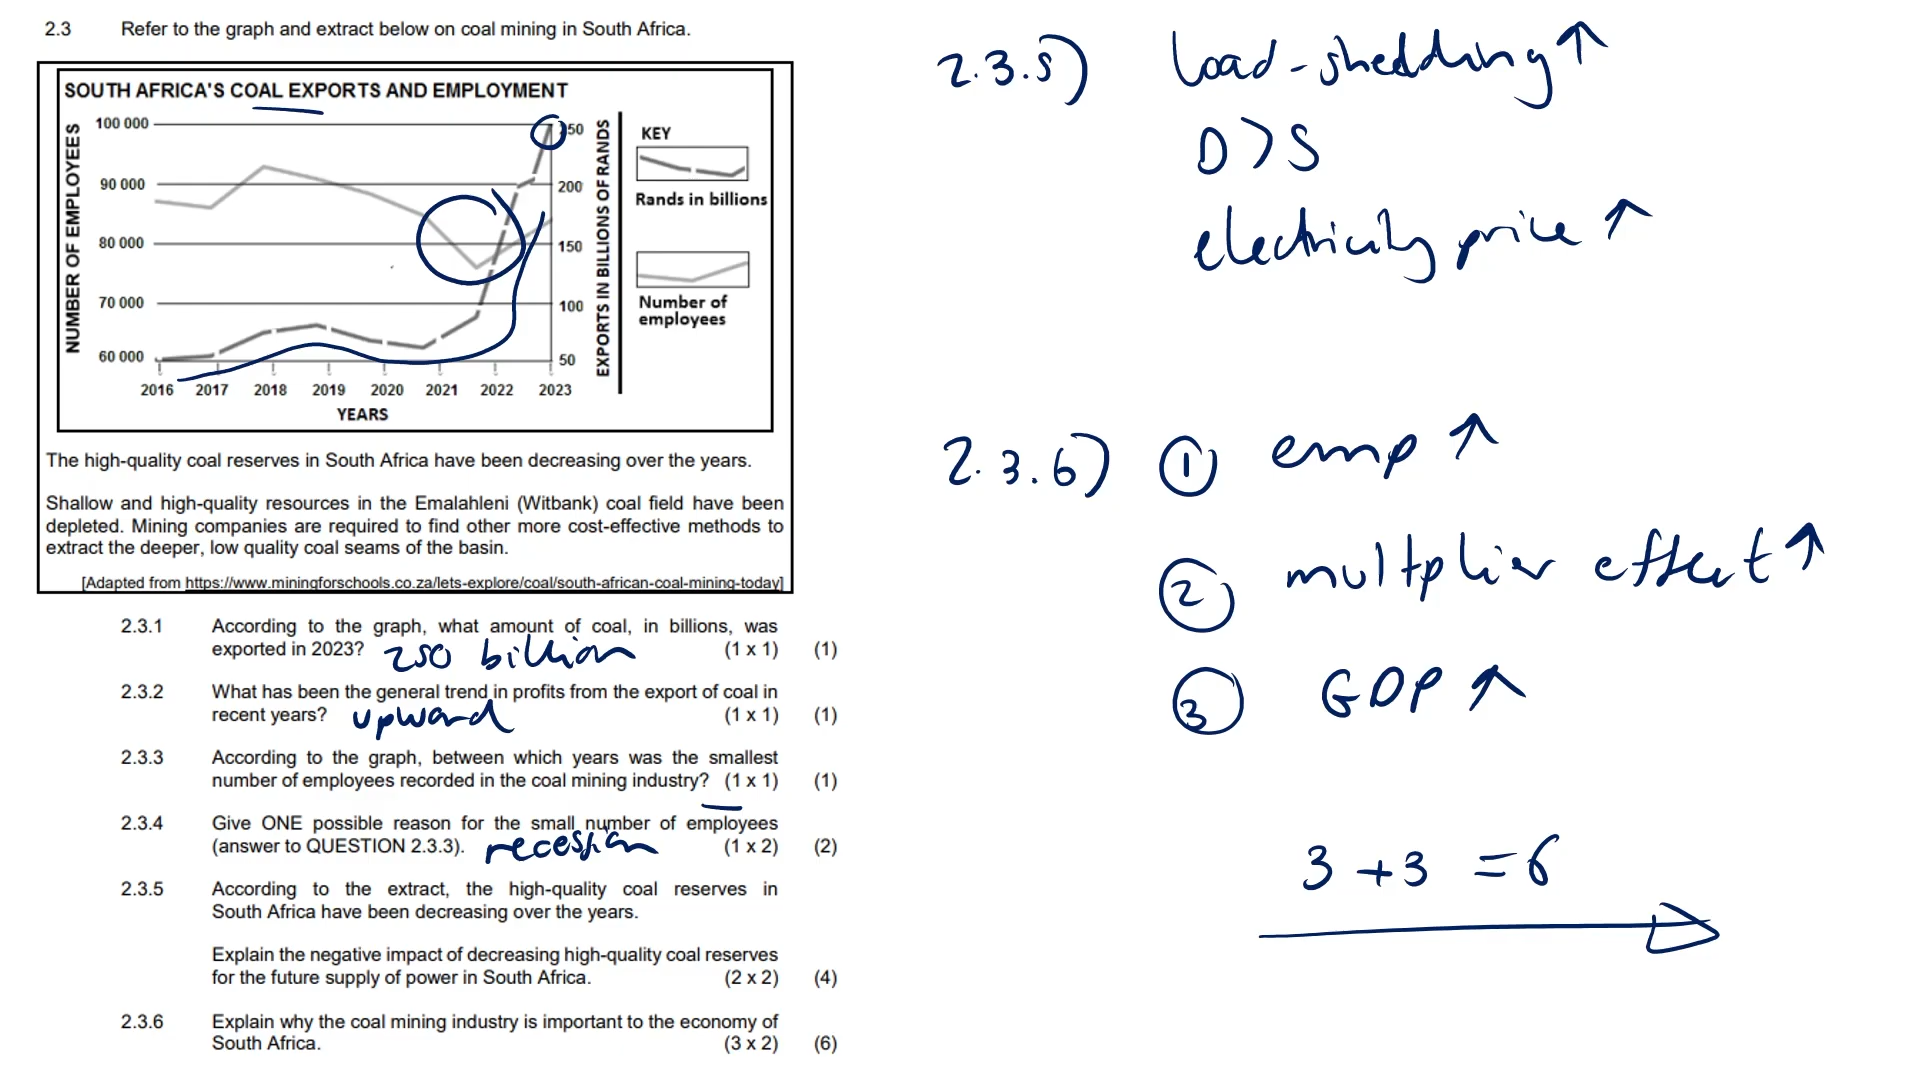 2.3 Refer to the graph and extract below on coal mining in South Africa.
SOUTH AFRICA'S COAL EXPORTS AND EMPLOYMENT
NUMBER OF EMPLOYEES
100 000
90 000
80 000
70 000
60 000
250
200
150
100
50
EXPORTS IN BILLIONS OF RANDS
2016 2017 2018 2019 2020 2021 2022 2023
YEARS
KEY
Rands in billions
Number of
employees
The high-quality coal reserves in South Africa have been decreasing over the years.
Shallow and high-quality resources in the Emalahleni (Witbank) coal field have been
depleted. Mining companies are required to find other more cost-effective methods to
extract the deeper, low quality coal seams of the basin.
[Adapted from https://www.miningforschools.co.za/lets-explore/coal/south-african-coal-mining-today]
2.3.1 According to the graph, what amount of coal, in billions, was
exported in 2023? 250 billion (1 x 1) (1)
2.3.2 What has been the general trend in profits from the export of coal in
recent years? upward (1 x 1) (1)
2.3.3 According to the graph, between which years was the smallest
number of employees recorded in the coal mining industry? (1 x 1) (1)
2.3.4 Give ONE possible reason for the small number of employees
(answer to QUESTION 2.3.3). recession (1 x 2) (2)
2.3.5 According to the extract, the high-quality coal reserves in
South Africa have been decreasing over the years.
Explain the negative impact of decreasing high-quality coal reserves
for the future supply of power in South Africa. (2 x 2) (4)
2.3.6 Explain why the coal mining industry is important to the economy of
South Africa. (3 x 2) (6)
2.3.5) load-shedding ↑
D > S
electricity price ↑
2.3.6) ① emp ↑
② multplier effect ↑
③ GDP ↑
3 + 3 = 6